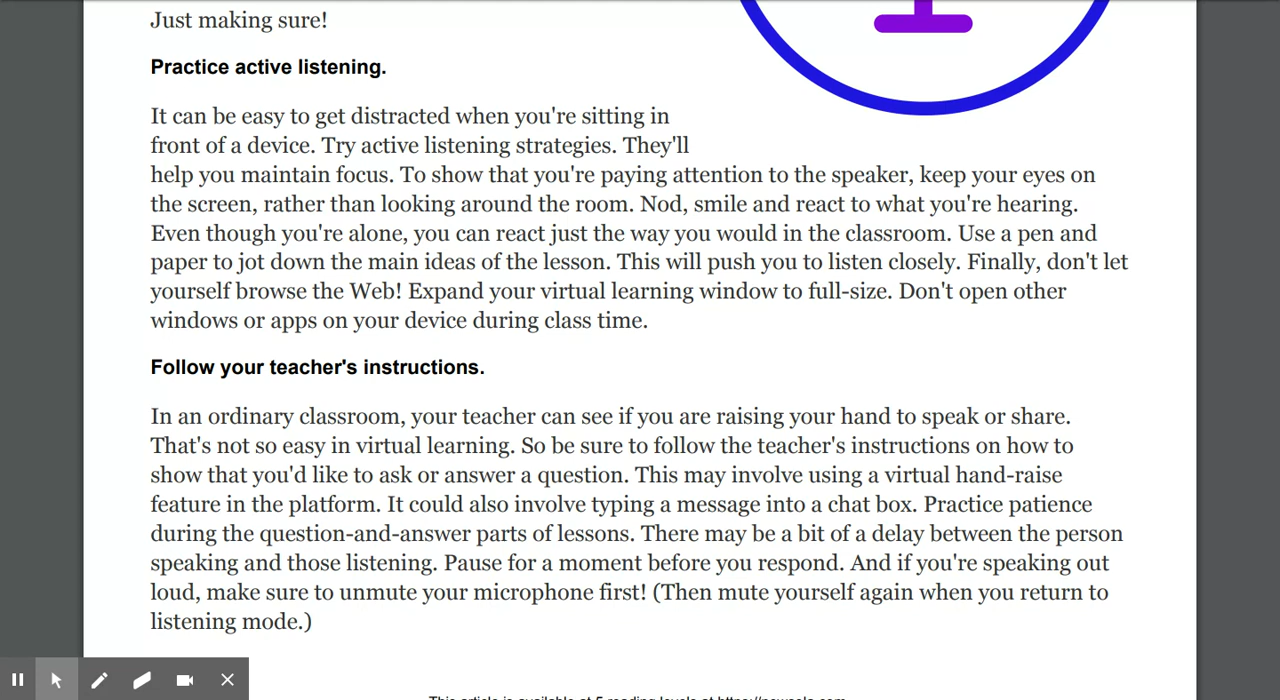 Just making sure!
Practice active listening.
It can be easy to get distracted when you're sitting in
front of a device. Try active listening strategies. They'll
help you maintain focus. To show that you're paying attention to the speaker, keep your eyes on
the screen, rather than looking around the room. Nod, smile and react to what you're hearing.
Even though you're alone, you can react just the way you would in the classroom. Use a pen and
paper to jot down the main ideas of the lesson. This will push you to listen closely. Finally, don't let
yourself browse the Web! Expand your virtual learning window to full-size. Don't open other
windows or apps on your device during class time.
Follow your teacher's instructions.
In an ordinary classroom, your teacher can see if you are raising your hand to speak or share.
That's not so easy in virtual learning. So be sure to follow the teacher's instructions on how to
show that you'd like to ask or answer a question. This may involve using a virtual hand-raise
feature in the platform. It could also involve typing a message into a chat box. Practice patience
during the question-and-answer parts of lessons. There may be a bit of a delay between the person
speaking and those listening. Pause for a moment before you respond. And if you're speaking out
loud, make sure to unmute your microphone first! (Then mute yourself again when you return to
listening mode.)
This article is available at 5 reading levels at https://newsela.com